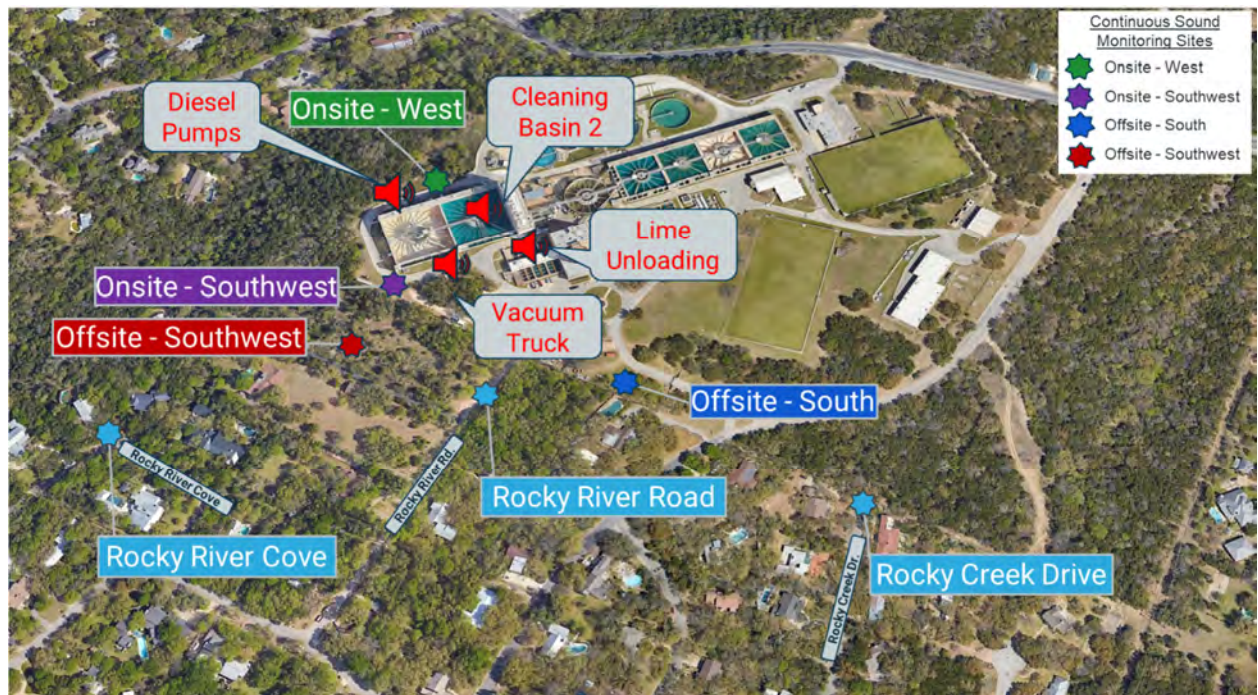 Continuous Sound
Monitoring Sites
Onsite - West
Onsite - Southwest
Offsite - South
Offsite - Southwest
Diesel
Pumps
Onsite - West
Cleaning
Basin 2
Lime
Unloading
Onsite - Southwest
Vacuum
Truck
Offsite - Southwest
Offsite - South
Rocky River Cove
Rocky River Rd.
Rocky River Road
Rocky River Cove
Rocky Creek Dr.
Rocky Creek Drive